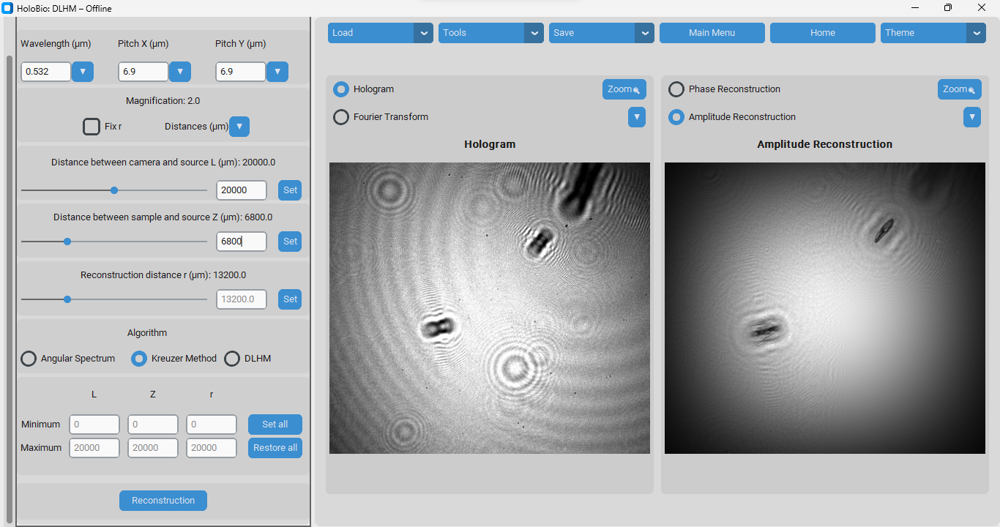 HoloBio: DLHM – Offline
Load Tools Save Main Menu Home Theme
Wavelength (µm) Pitch X (µm) Pitch Y (µm)
0.532 6.9 6.9
Magnification: 2.0
Fix r Distances (µm)
Distance between camera and source L (µm): 20000.0
20000 Set
Distance between sample and source Z (µm): 6800.0
6800 Set
Reconstruction distance r (µm): 13200.0
13200.0 Set
Algorithm
Angular Spectrum Kreuzer Method DLHM
L Z r
Minimum 0 0 0 Set all
Maximum 20000 20000 20000 Restore all
Reconstruction
Hologram Zoom
Fourier Transform
Hologram
Phase Reconstruction Zoom
Amplitude Reconstruction
Amplitude Reconstruction